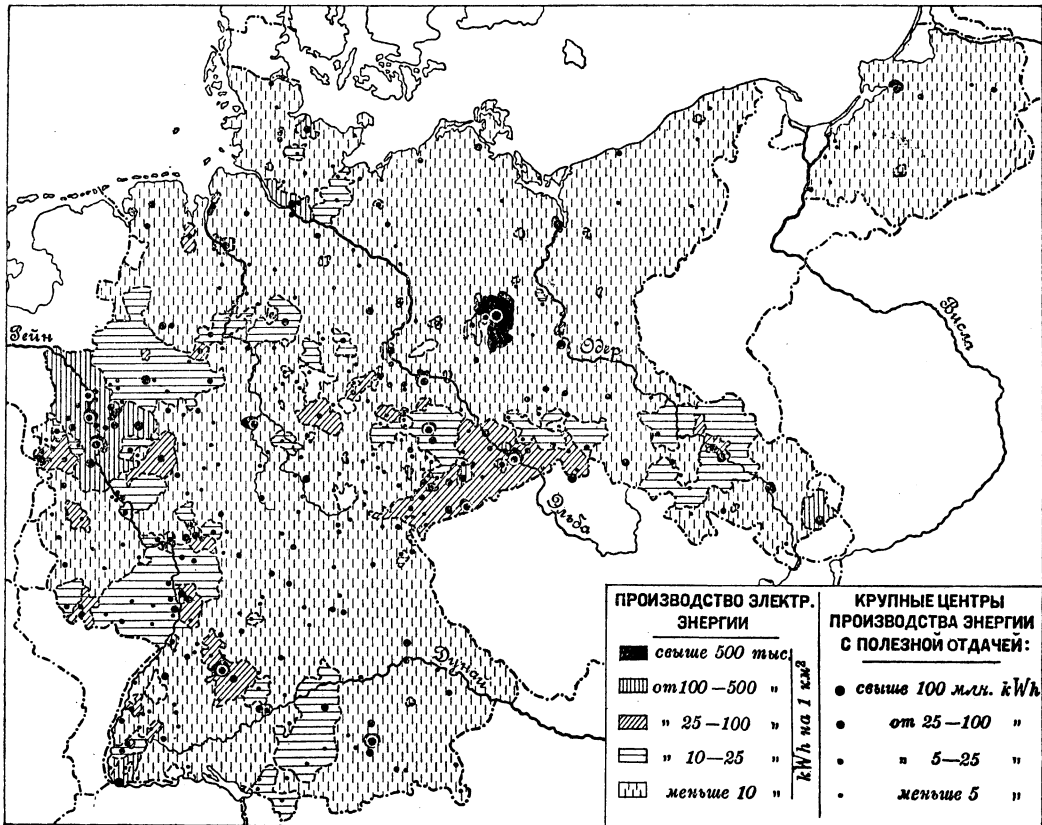 Зейн
Одер
Висла
Эльба
Дунай
ПРОИЗВОДСТВО ЭЛЕКТР.
ЭНЕРГИИ
свыше 500 тыс.
от 100—500 "
" 25—100 "
" 10—25 "
меньше 10 "
kWh на 1 км²
КРУПНЫЕ ЦЕНТРЫ
ПРОИЗВОДСТВА ЭНЕРГИИ
С ПОЛЕЗНОЙ ОТДАЧЕЙ:
свыше 100 млн. kWh
от 25—100 "
" 5—25 "
меньше 5 "